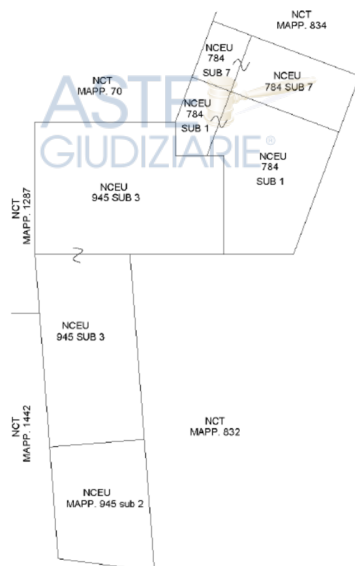 NCT
MAPP. 834
NCEU
784
SUB 7
NCEU
784 SUB 7
NCT
MAPP. 70
ASTE
GIUDIZIARIE®
NCEU
784
SUB 1
NCEU
784
SUB 1
NCEU
945 SUB 3
NCT
MAPP. 1287
NCEU
945 SUB 3
NCT
MAPP. 832
NCT
MAPP. 1442
NCEU
MAPP. 945 sub 2